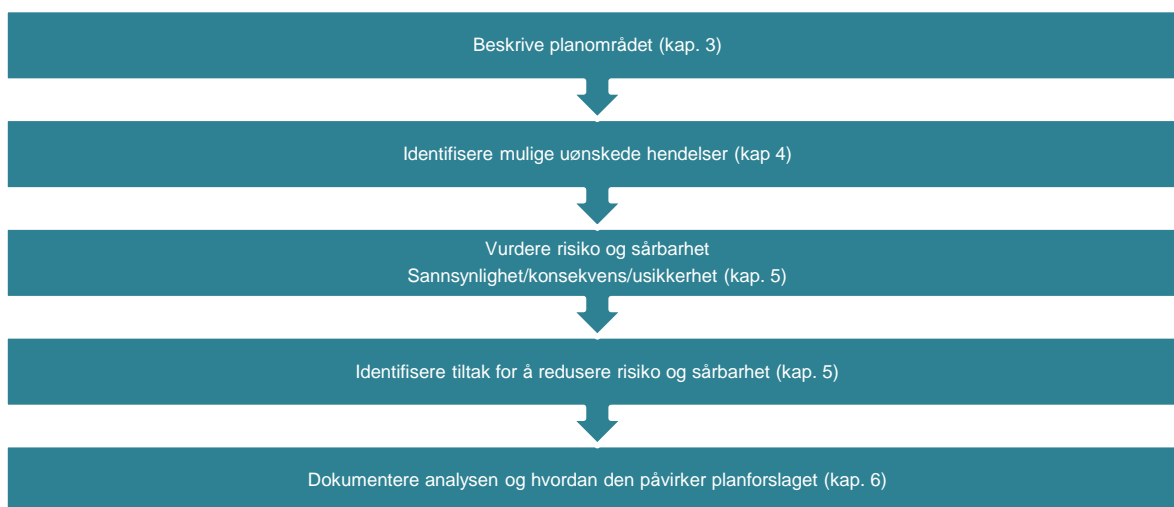 Beskrive planområdet (kap. 3)
Identifisere mulige uønskede hendelser (kap 4)
Vurdere risiko og sårbarhet
Sannsynlighet/konsekvens/usikkerhet (kap. 5)
Identifisere tiltak for å redusere risiko og sårbarhet (kap. 5)
Dokumentere analysen og hvordan den påvirker planforslaget (kap. 6)